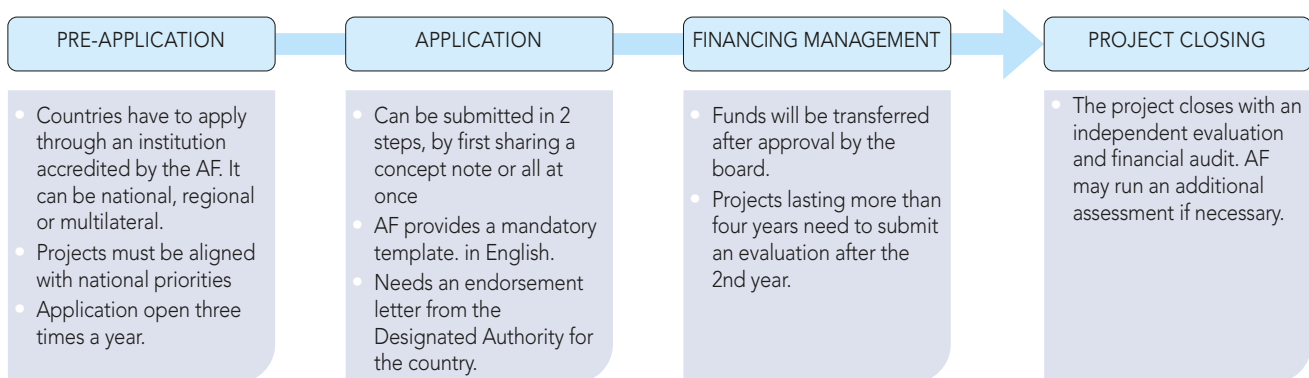 PRE-APPLICATION
• Countries have to apply
through an institution
accredited by the AF. It
can be national, regional
or multilateral.
• Projects must be aligned
with national priorities
• Application open three
times a year.
APPLICATION
• Can be submitted in 2
steps, by first sharing a
concept note or all at
once
• AF provides a mandatory
template. in English.
• Needs an endorsement
letter from the
Designated Authority for
the country.
FINANCING MANAGEMENT
• Funds will be transferred
after approval by the
board.
• Projects lasting more than
four years need to submit
an evaluation after the
2nd year.
PROJECT CLOSING
• The project closes with an
independent evaluation
and financial audit. AF
may run an additional
assessment if necessary.